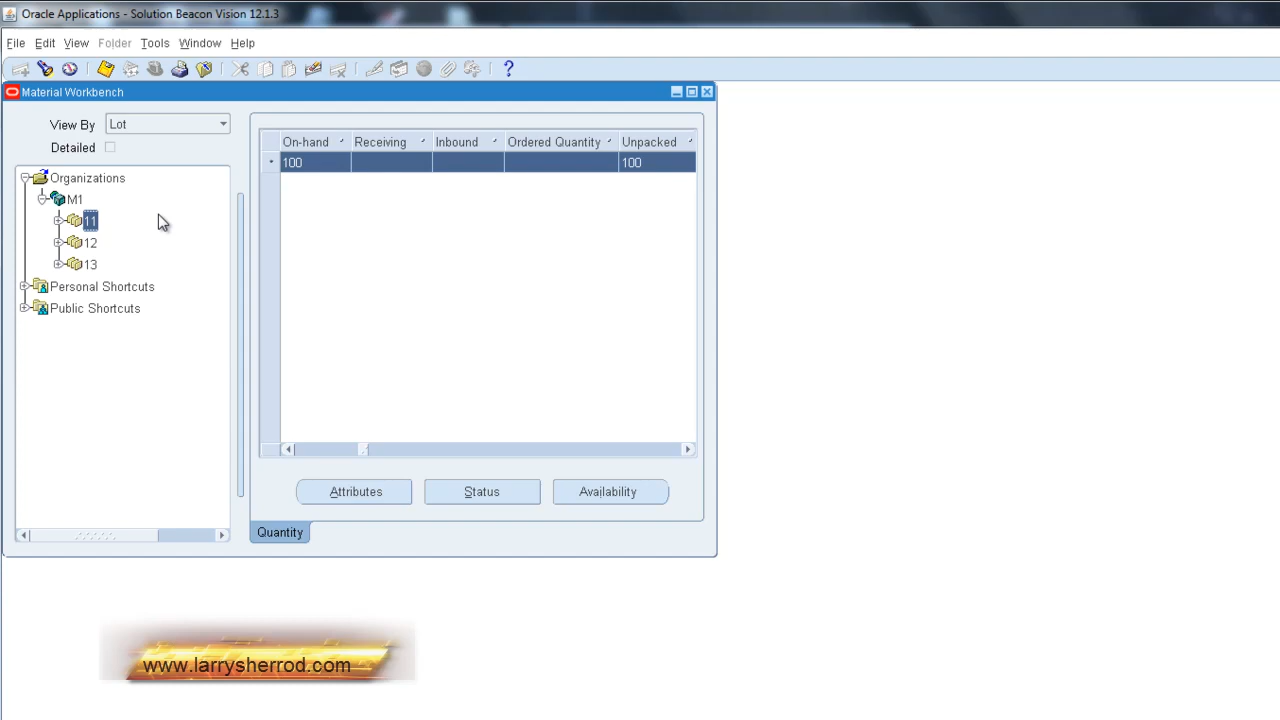 Oracle Applications - Solution Beacon Vision 12.1.3
File Edit View Folder Tools Window Help
?
Material Workbench
View By Lot
Detailed
Organizations
M1
11
12
13
Personal Shortcuts
Public Shortcuts
On-hand Receiving Inbound Ordered Quantity Unpacked
100 100
Attributes Status Availability
Quantity
www.larrysherrod.com